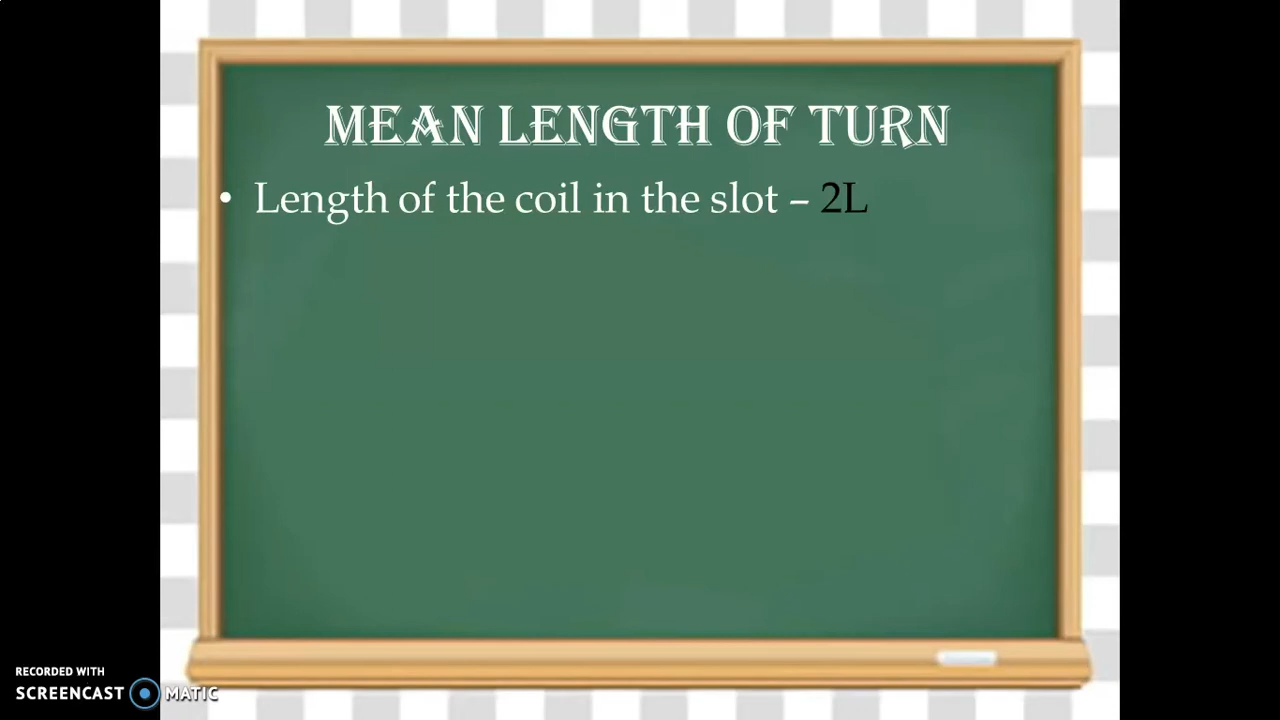 MEAN LENGTH OF TURN
• Length of the coil in the slot – 2L
RECORDED WITH
SCREENCAST MATIC